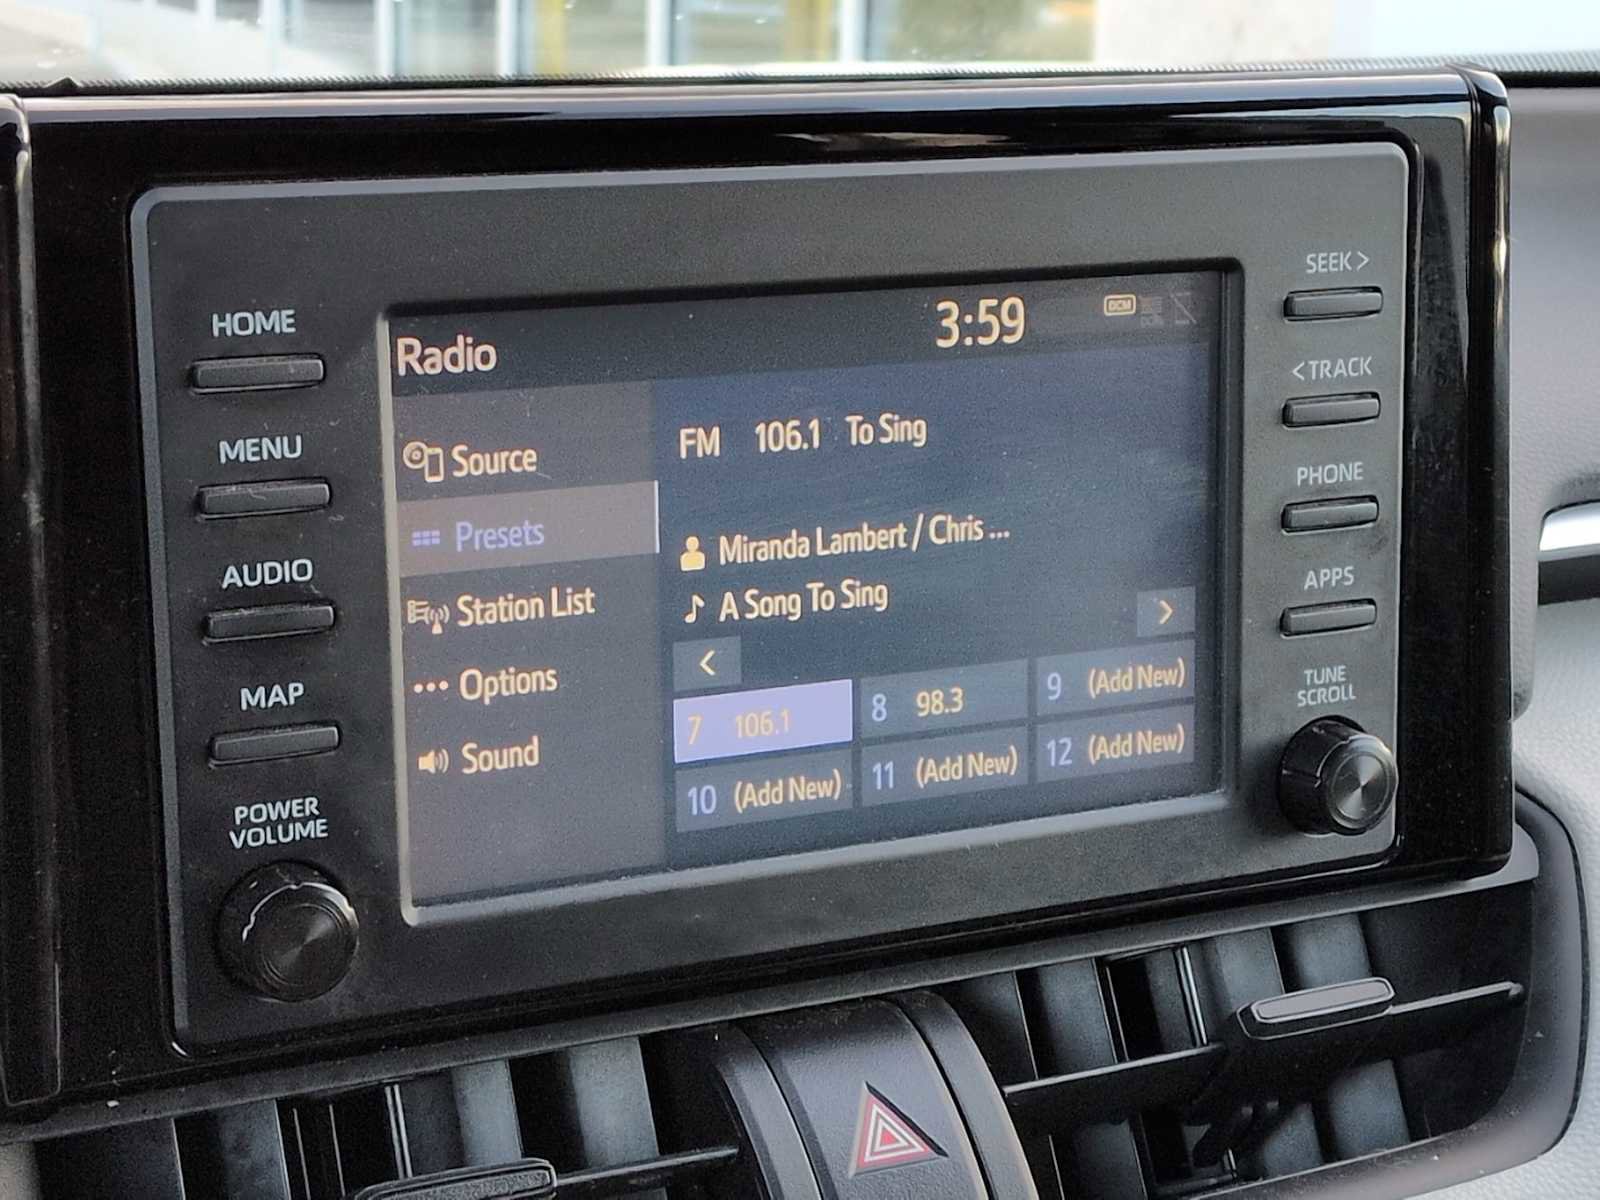 HOME
MENU
AUDIO
MAP
POWER
VOLUME
Radio
3:59
DCM
Source
Presets
Station List
Options
Sound
FM 106.1 To Sing
Miranda Lambert / Chris ...
A Song To Sing
<
>
7 106.1
8 98.3
9 (Add New)
10 (Add New)
11 (Add New)
12 (Add New)
SEEK >
< TRACK
PHONE
APPS
TUNE
SCROLL